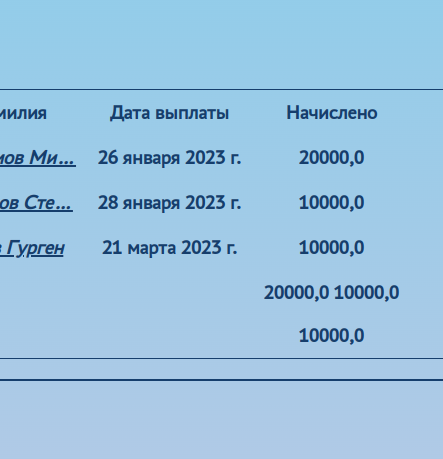 милия Дата выплаты Начислено
мов Ми... 26 января 2023 г. 20000,0
ов Сте... 28 января 2023 г. 10000,0
в Гурген 21 марта 2023 г. 10000,0
20000,0 10000,0
10000,0